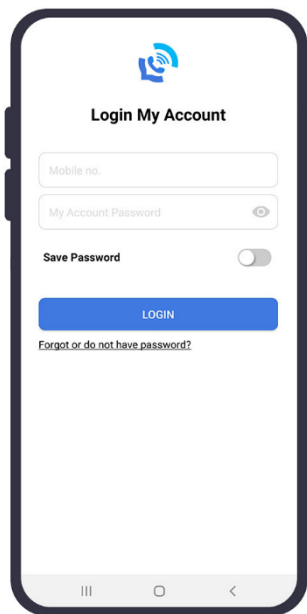 Login My Account
Mobile no.
My Account Password
Save Password
LOGIN
Forgot or do not have password?